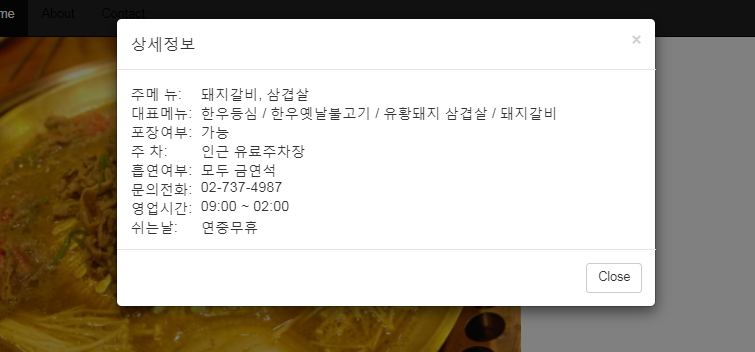 me About Contact
상세정보 ×
주메 뉴: 돼지갈비, 삼겹살
대표메뉴: 한우등심 / 한우옛날불고기 / 유황돼지 삼겹살 / 돼지갈비
포장여부: 가능
주 차: 인근 유료주차장
흡연여부: 모두 금연석
문의전화: 02-737-4987
영업시간: 09:00 ~ 02:00
쉬는날: 연중무휴
Close